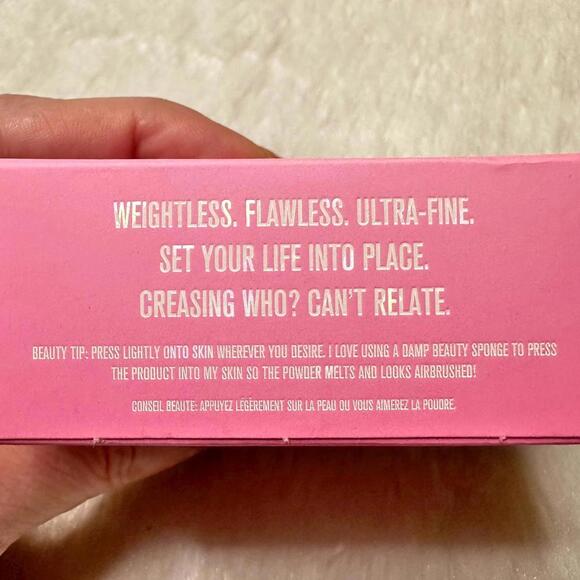 WEIGHTLESS. FLAWLESS. ULTRA-FINE.
SET YOUR LIFE INTO PLACE.
CREASING WHO? CAN'T RELATE.
BEAUTY TIP: PRESS LIGHTLY ONTO SKIN WHEREVER YOU DESIRE. I LOVE USING A DAMP BEAUTY SPONGE TO PRESS
THE PRODUCT INTO MY SKIN SO THE POWDER MELTS AND LOOKS AIRBRUSHED!
CONSEIL BEAUTE: APPUYEZ LÉGÈREMENT SUR LA PEAU OU VOUS AIMEREZ LA POUDRE.